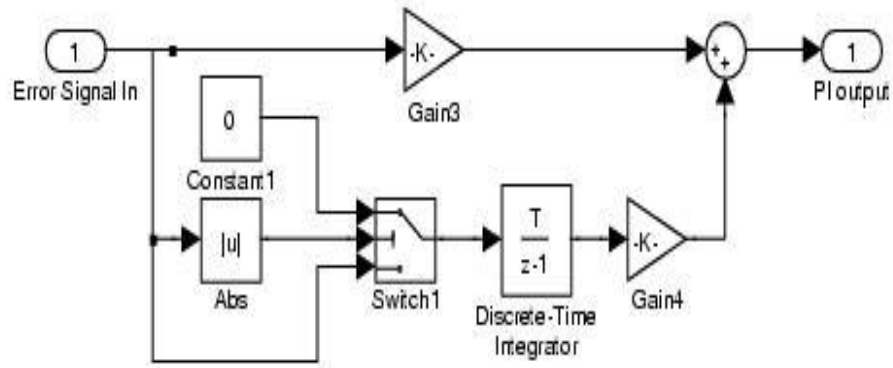 1
Error Signal In
-K-
Gain3
+
+
1
PI output
0
Constant1
|u|
Abs
Switch1
T
z-1
Discrete-Time
Integrator
-K-
Gain4